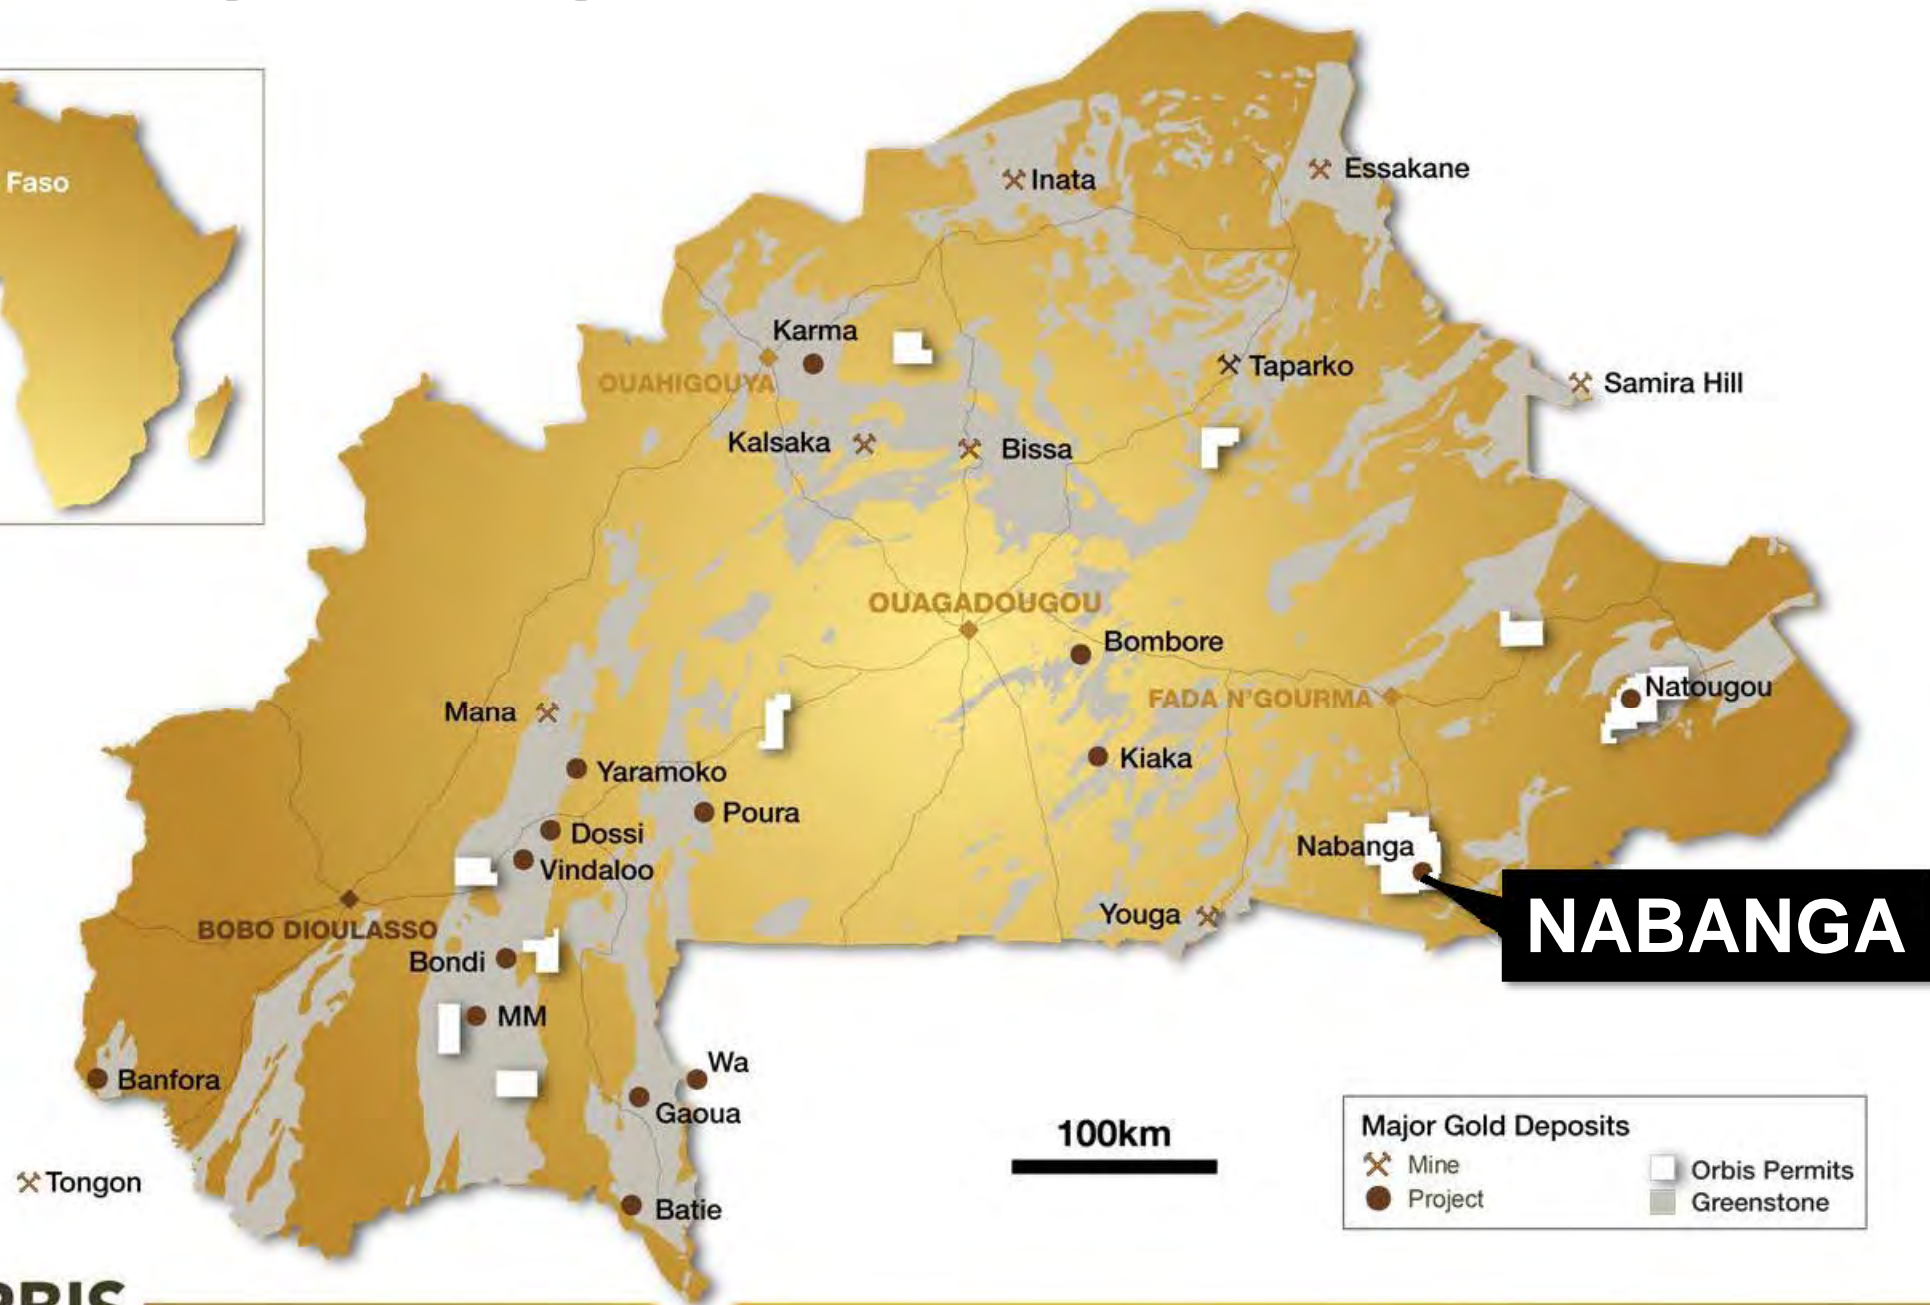 Faso
Inata
Essakane
Karma
OUAHIGOUYA
Taparko
Samira Hill
Kalsaka
Bissa
OUAGADOUGOU
Bombore
FADA N'GOURMA
Natougou
Mana
Kiaka
Yaramoko
Poura
Dossi
Vindaloo
Nabanga
NABANGA
Youga
BOBO DIOULASSO
Bondi
MM
Wa
Banfora
Gaoua
100km
Major Gold Deposits
Mine
Project
Orbis Permits
Greenstone
Tongon
Batie